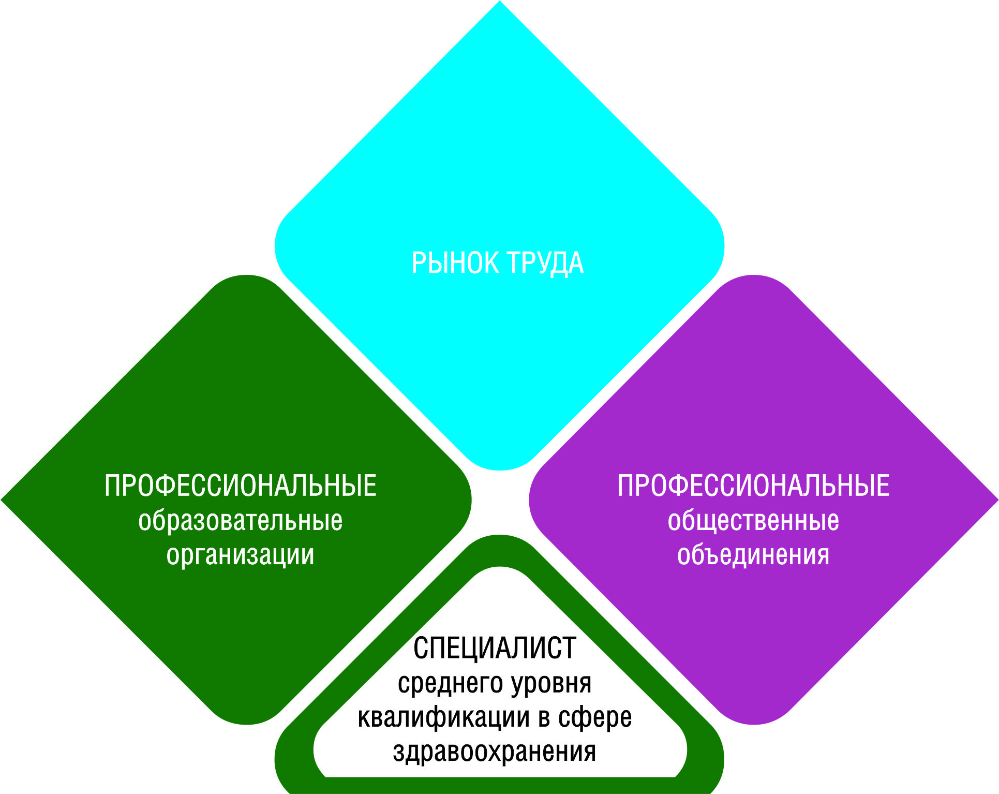 РЫНОК ТРУДА
ПРОФЕССИОНАЛЬНЫЕ
образовательные
организации
ПРОФЕССИОНАЛЬНЫЕ
общественные
объединения
СПЕЦИАЛИСТ
среднего уровня
квалификации в сфере
здравоохранения